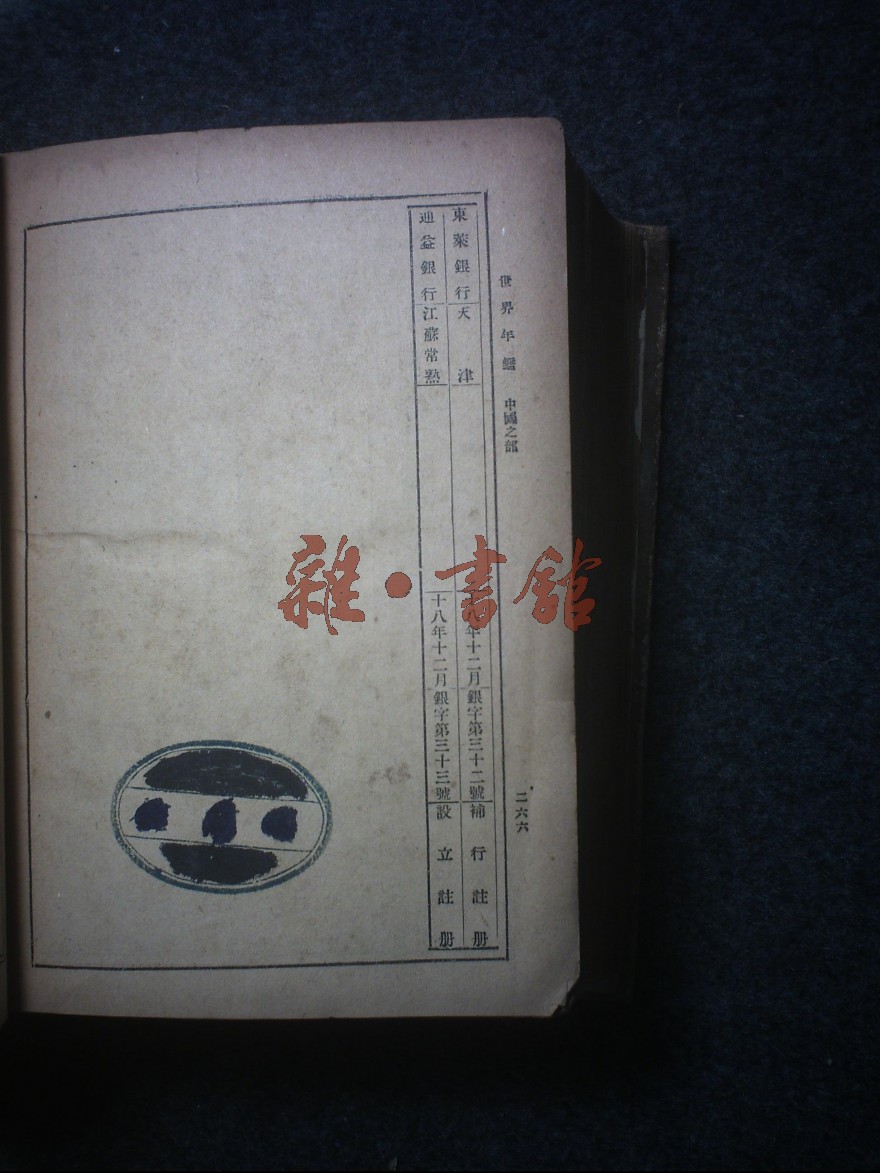 世界年鑑 中國之部 二六六
東萊銀行 天津 年十二月 銀字第三十二號 補行註册
通益銀行 江蘇常熟 十八年十二月 銀字第三十三號 設立註册
雜·書館